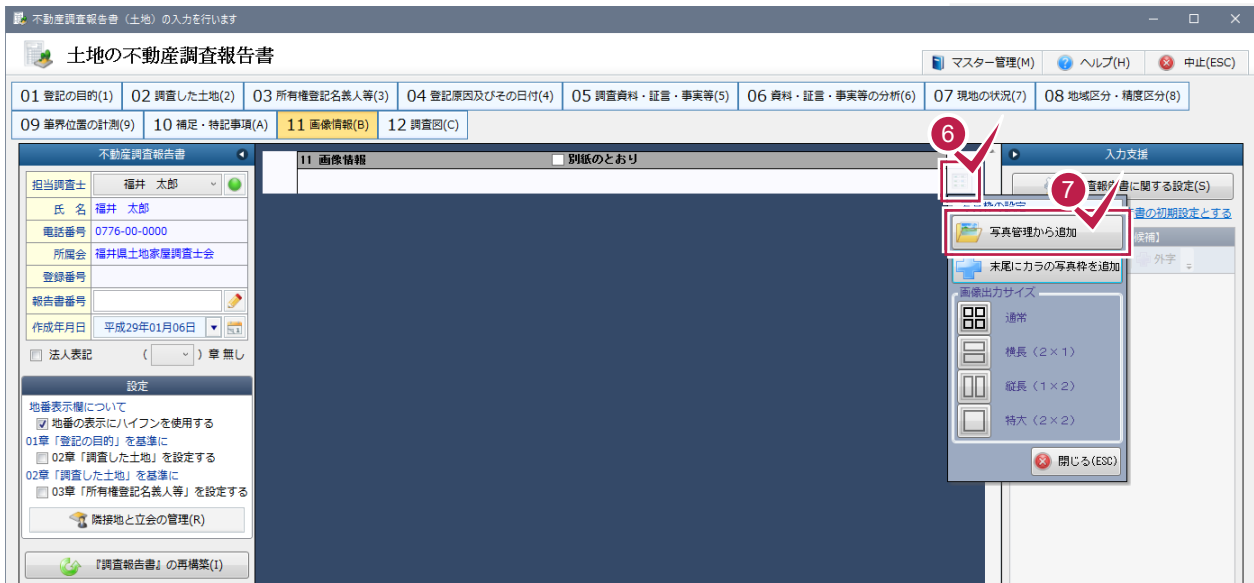 不動産調査報告書（土地）の入力を行います
土地の不動産調査報告書
マスター管理(M) ヘルプ(H) 中止(ESC)
01 登記の目的(1) 02 調査した土地(2) 03 所有権登記名義人等(3) 04 登記原因及びその日付(4) 05 調査資料・証言・事実等(5) 06 資料・証言・事実等の分析(6) 07 現地の状況(7) 08 地域区分・精度区分(8)
09 筆界位置の計測(9) 10 補足・特記事項(A) 11 画像情報(B) 12 調査図(C)
不動産調査報告書
担当調査士 福井 太郎
氏 名 福井 太郎
電話番号 0776-00-0000
所属会 福井県土地家屋調査士会
登録番号
報告書番号
作成年月日 平成29年01月06日
法人表記 ( ) 章 無し
設定
地番表示欄について
地番の表示にハイフンを使用する
01章「登記の目的」を基準に
02章「調査した土地」を設定する
02章「調査した土地」を基準に
03章「所有権登記名義人等」を設定する
隣接地と立会の管理(R)
『調査報告書』の再構築(I)
11 画像情報 別紙のとおり
6
7
入力支援
査報告書に関する設定(S)
書の初期設定とする
候補】
外字
の設定
写真管理から追加
末尾にカラの写真枠を追加
画像出力サイズ
通常
横長（2×1）
縦長（1×2）
特大（2×2）
閉じる(ESC)